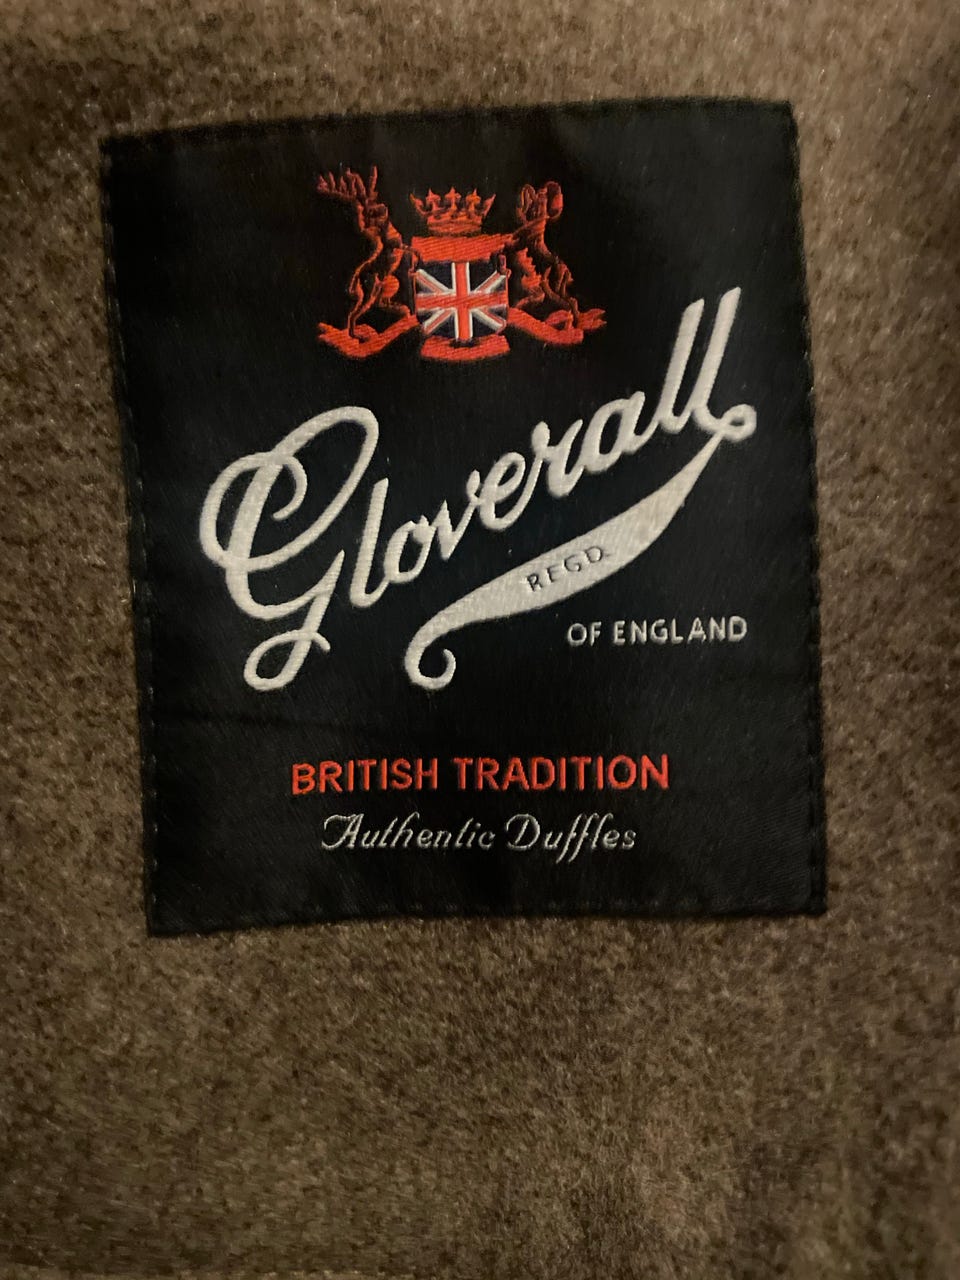 Gloverall
REGD
OF ENGLAND
BRITISH TRADITION
Authentic Duffles